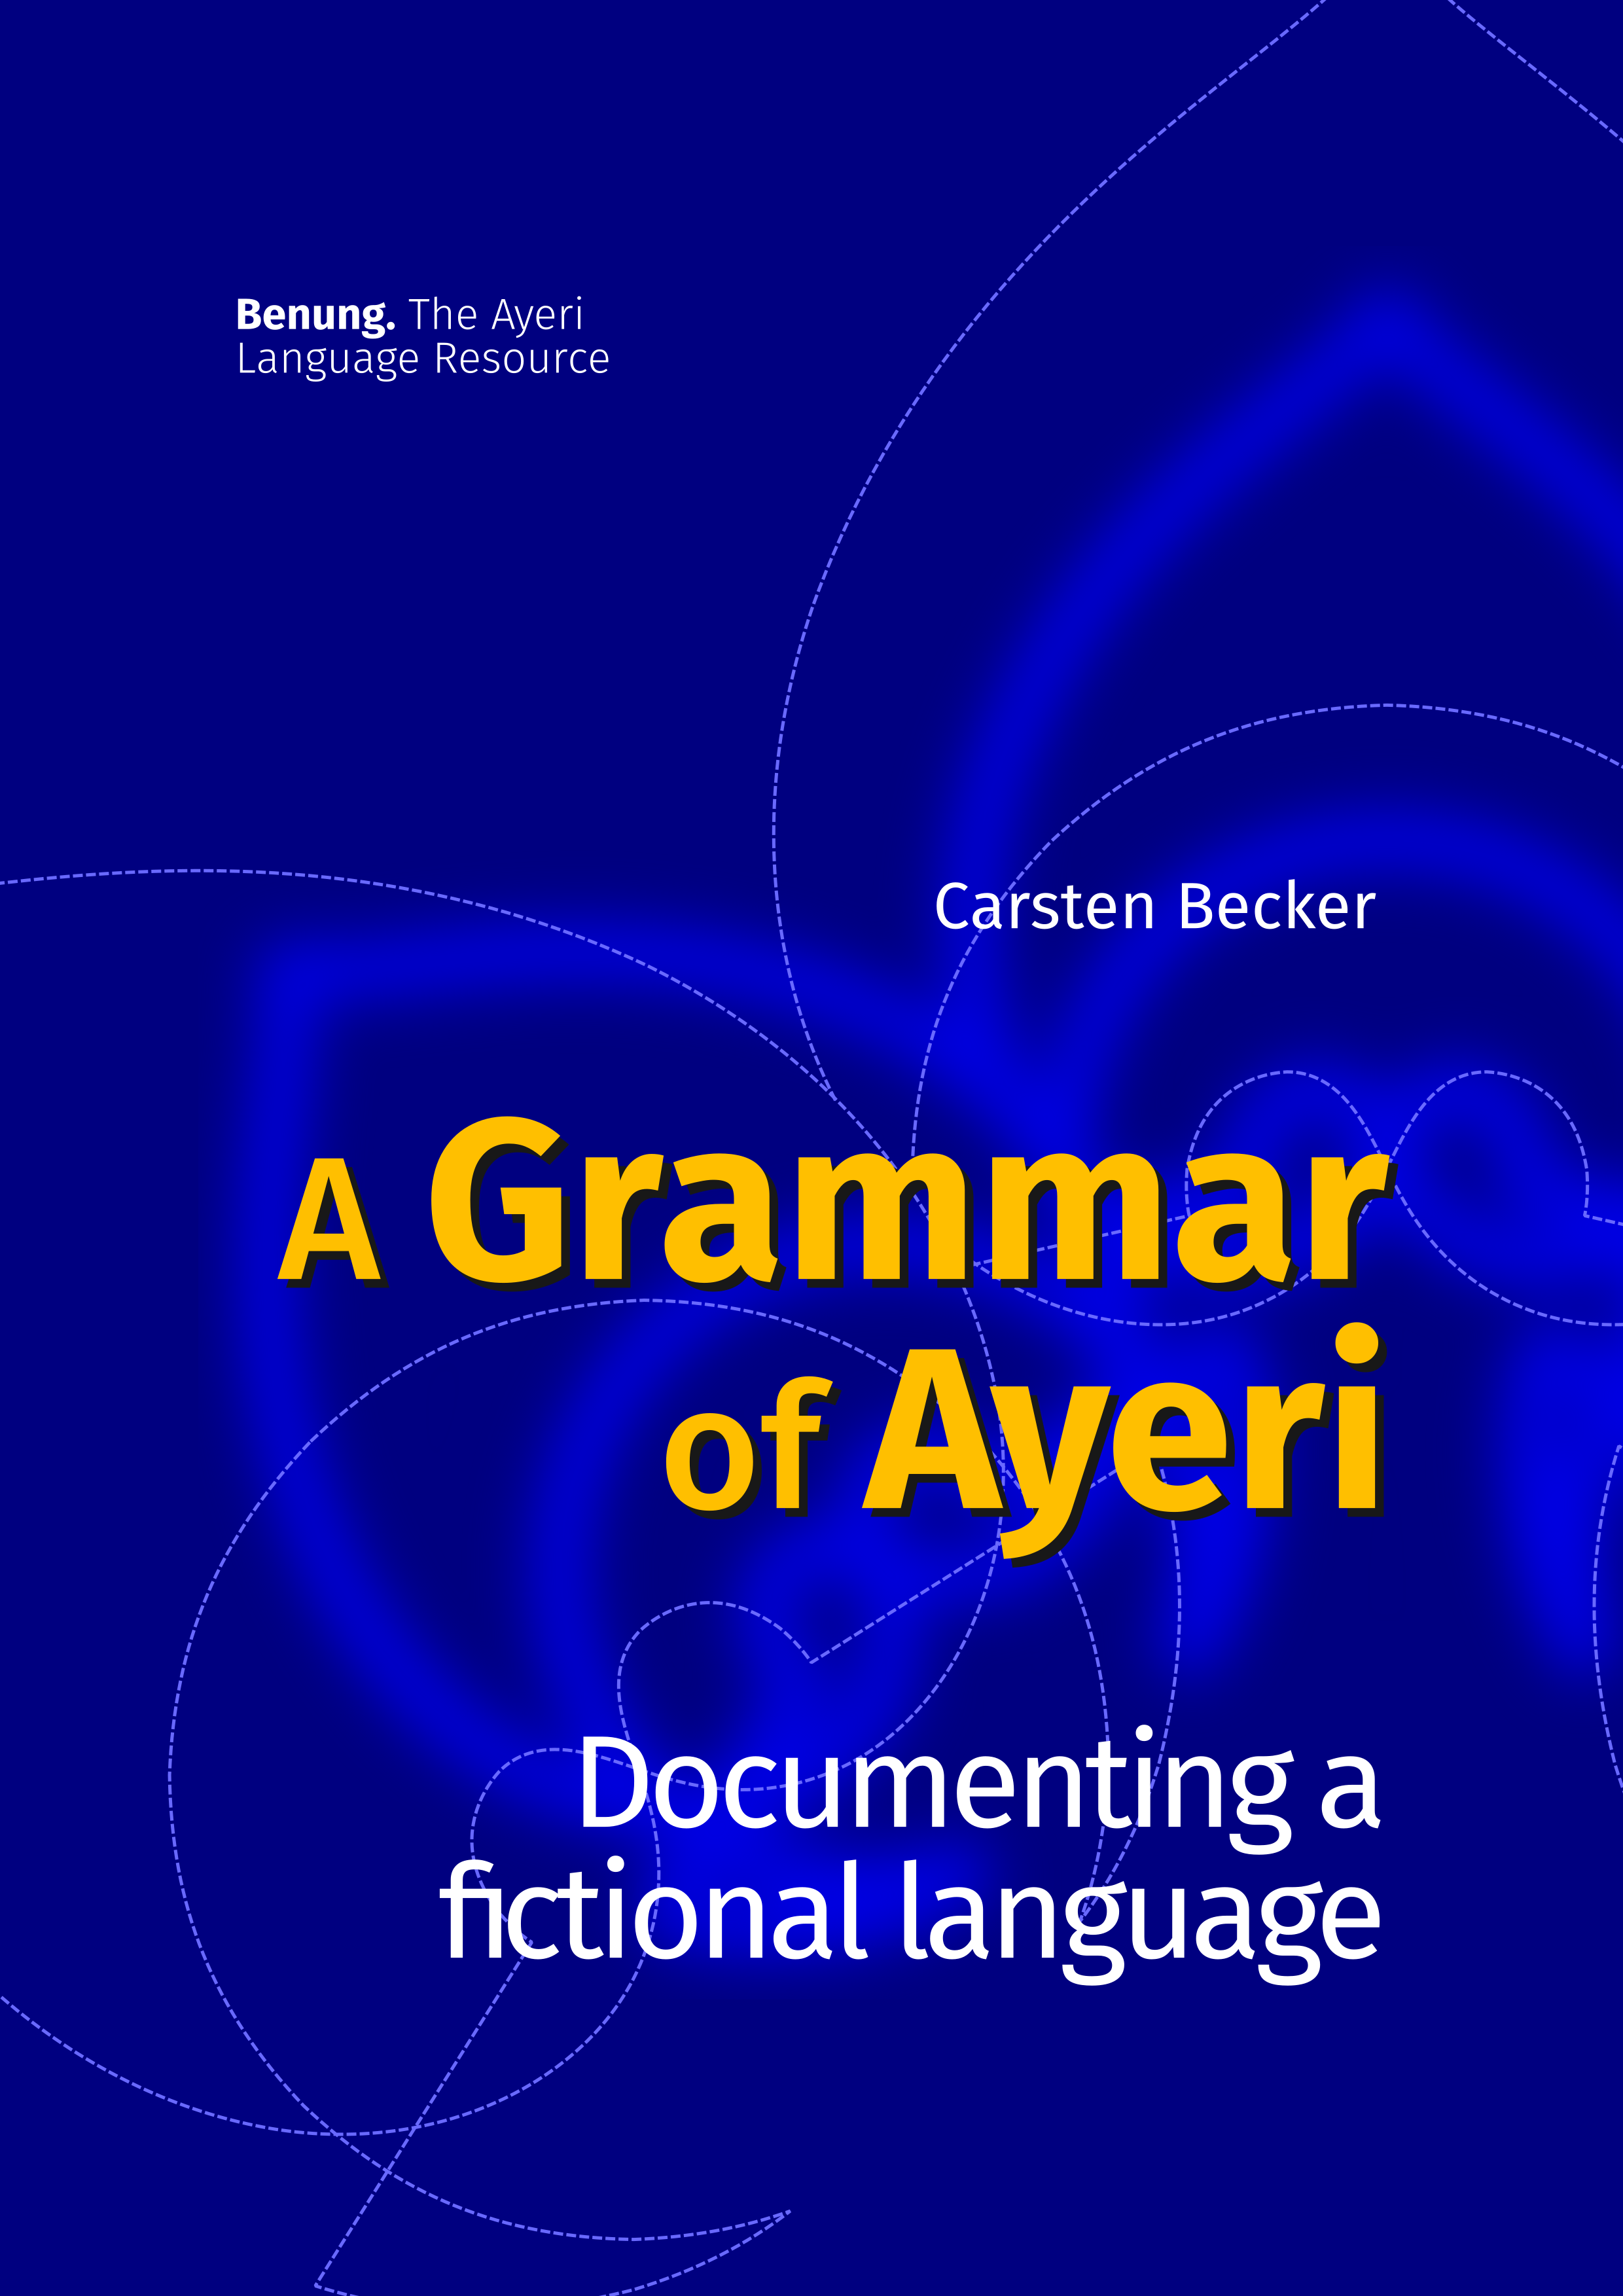 Benung. The Ayeri
Language Resource
Carsten Becker
A Grammar
of Ayeri
Documenting a
fictional language